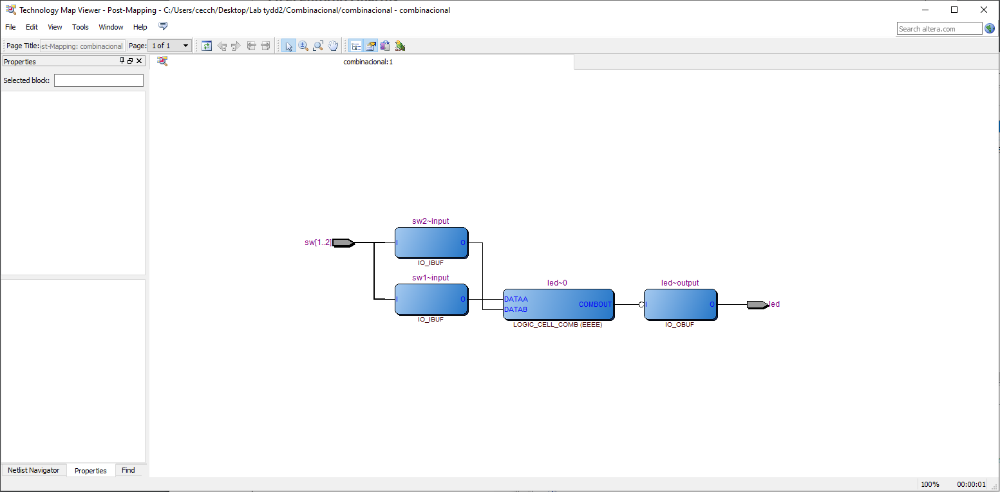 Technology Map Viewer - Post-Mapping - C:/Users/cecch/Desktop/Lab tydd2/Combinacional/combinacional - combinacional
File Edit View Tools Window Help
Search altera.com
Page Title: st-Mapping: combinacional Page: 1 of 1
Properties
combinacional:1
Selected block:
sw2~input
sw[1..2]
I O
IO_IBUF
sw1~input
I O
IO_IBUF
led~0
DATAA
DATAB
COMBOUT
LOGIC_CELL_COMB (EEEE)
led~output
I O
IO_OBUF
led
Netlist Navigator Properties Find
100% 00:00:01